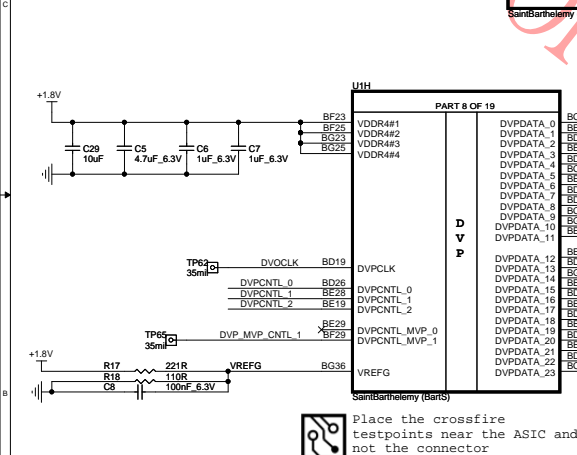 C
SaintBarthelemy
U1H
+1.8V
PART 8 OF 19
BF23
VDDR4#1
DVPDATA_0
BF25
VDDR4#2
DVPDATA_1
BG23
VDDR4#3
DVPDATA_2
BG25
VDDR4#4
DVPDATA_3
C29
10uF
C5
4.7uF_6.3V
C6
1uF_6.3V
C7
1uF_6.3V
DVPDATA_4
DVPDATA_5
DVPDATA_6
DVPDATA_7
DVPDATA_8
DVPDATA_9
DVPDATA_10
DVPDATA_11
D
V
P
DVPDATA_12
DVPDATA_13
DVPDATA_14
DVPDATA_15
DVPDATA_16
DVPDATA_17
DVPDATA_18
DVPDATA_19
DVPDATA_20
DVPDATA_21
DVPDATA_22
DVPDATA_23
TP62
35mil
DVOCLK
BD19
DVPCLK
DVPCNTL_0
BD26
DVPCNTL_0
DVPCNTL_1
BE28
DVPCNTL_1
DVPCNTL_2
BE19
DVPCNTL_2
BE29
DVPCNTL_MVP_0
TP65
35mil
DVP_MVP_CNTL_1
BF29
DVPCNTL_MVP_1
+1.8V
R17
221R
VREFG
BG36
VREFG
R18
110R
C8
100nF_6.3V
B
SaintBarthelemy (BartS)
Place the crossfire
testpoints near the ASIC and
not the connector